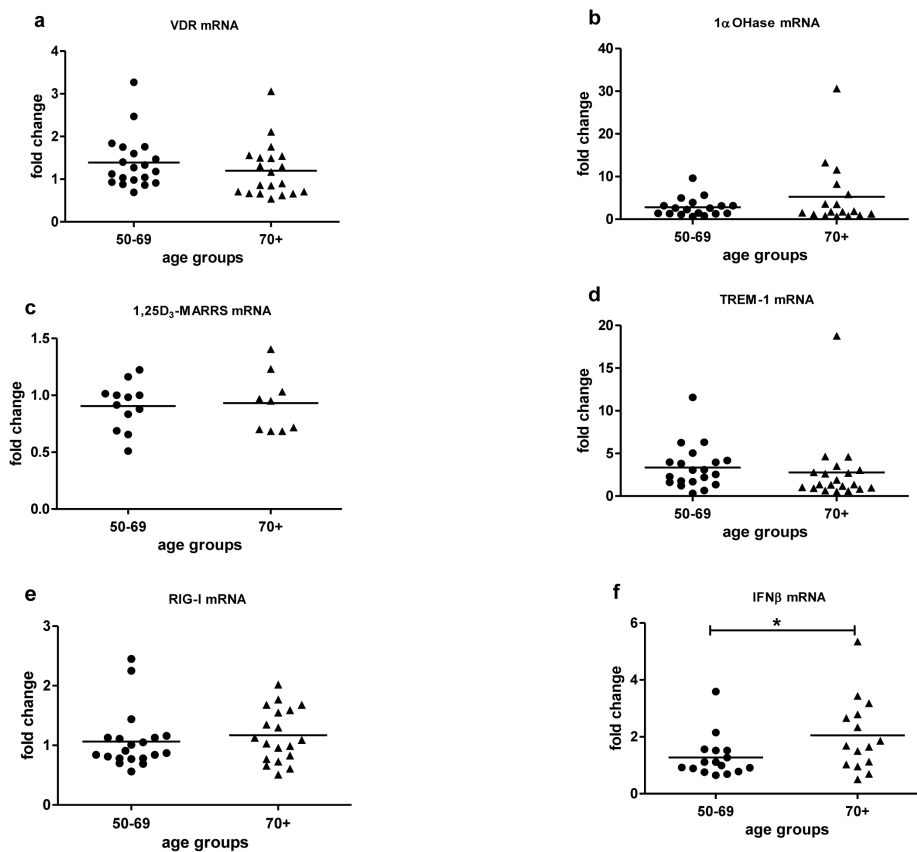 a
VDR mRNA
fold change
4
3
2
1
0
50-69
70+
age groups
b
1α OHase mRNA
fold change
40
30
20
10
0
50-69
70+
age groups
c
1,25D₃-MARRS mRNA
fold change
1.5
1.0
0.5
0.0
50-69
70+
age groups
d
TREM-1 mRNA
fold change
20
15
10
5
0
50-69
70+
age groups
e
RIG-I mRNA
fold change
3
2
1
0
50-69
70+
age groups
f
IFNβ mRNA
*
fold change
6
4
2
0
50-69
70+
age groups